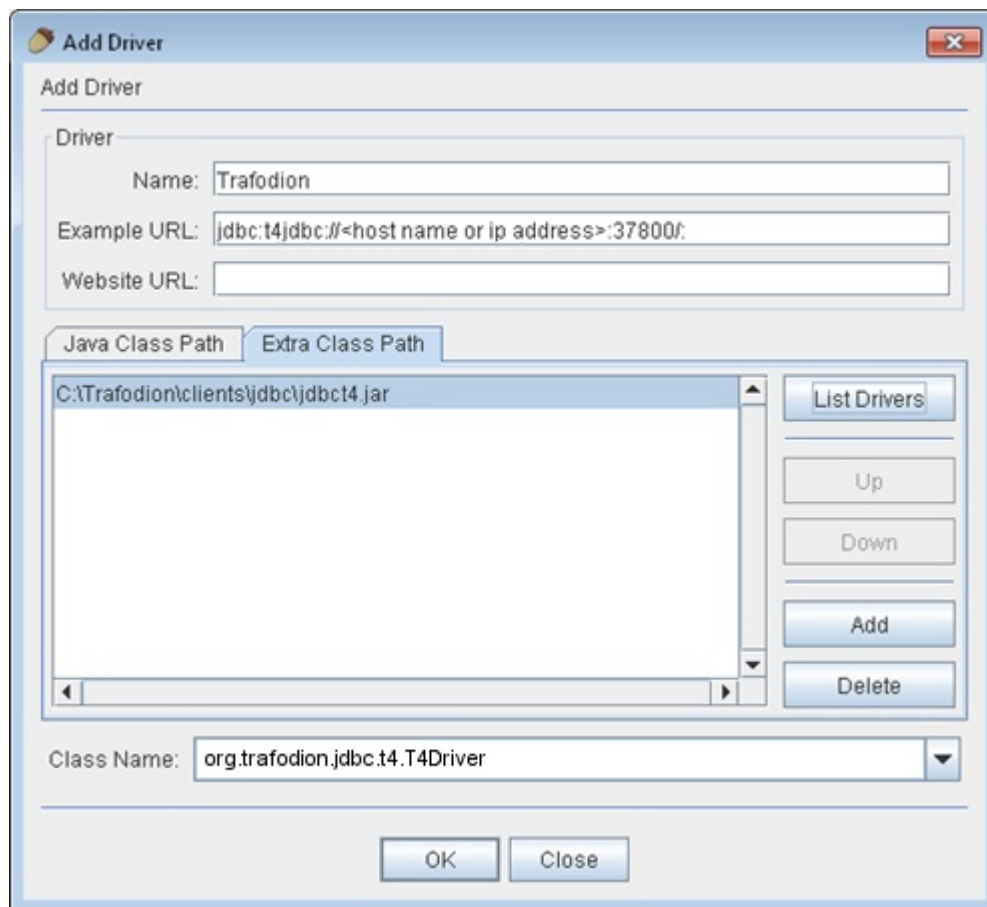 Add Driver
Add Driver
Driver
Name: Trafodion
Example URL: jdbc:t4jdbc://<host name or ip address>:37800/:
Website URL:
Java Class Path Extra Class Path
C:\Trafodion\clients\jdbc\jdbct4.jar
List Drivers
Up
Down
Add
Delete
Class Name: org.trafodion.jdbc.t4.T4Driver
OK Close